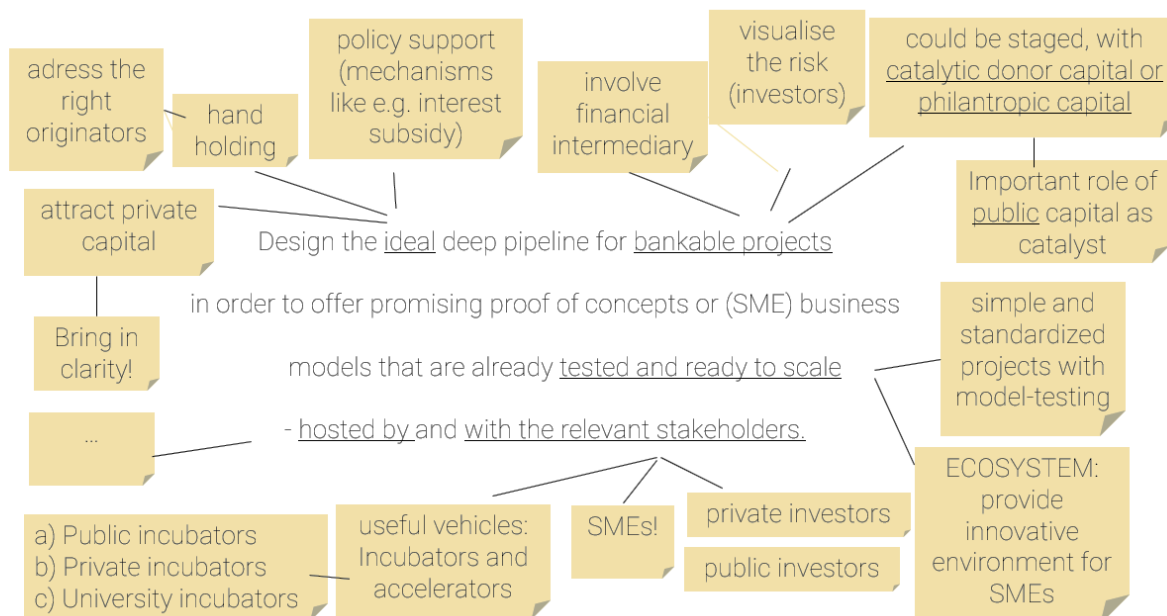 adress the
right
originators
hand
holding
policy support
(mechanisms
like e.g. interest
subsidy)
involve
financial
intermediary
visualise
the risk
(investors)
could be staged, with
catalytic donor capital or
philantropic capital
Important role of
public capital as
catalyst
attract private
capital
Bring in
clarity!
Design the ideal deep pipeline for bankable projects
in order to offer promising proof of concepts or (SME) business
models that are already tested and ready to scale
- hosted by and with the relevant stakeholders.
simple and
standardized
projects with
model-testing
...
ECOSYSTEM:
provide
innovative
environment for
SMEs
a) Public incubators
b) Private incubators
c) University incubators
useful vehicles:
Incubators and
accelerators
SMEs!
private investors
public investors